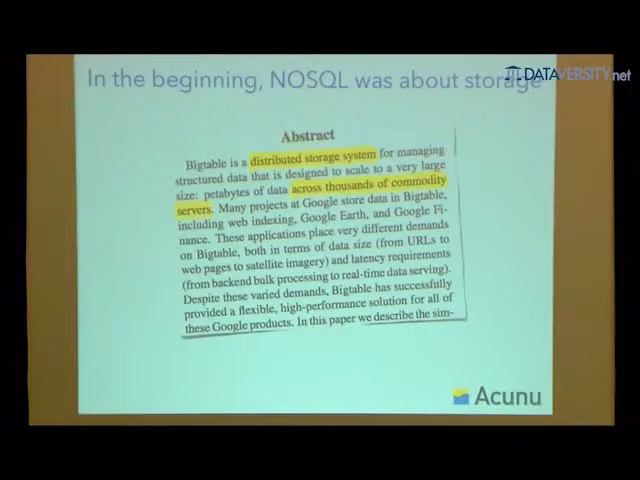 In the beginning, NOSQL was about storage
DATAVERSITY.net
Abstract
Bigtable is a distributed storage system for managing
structured data that is designed to scale to a very large
size: petabytes of data across thousands of commodity
servers. Many projects at Google store data in Bigtable,
including web indexing, Google Earth, and Google Fi-
nance. These applications place very different demands
on Bigtable, both in terms of data size (from URLs to
web pages to satellite imagery) and latency requirements
(from backend bulk processing to real-time data serving).
Despite these varied demands, Bigtable has successfully
provided a flexible, high-performance solution for all of
these Google products. In this paper we describe the sim-
Acunu